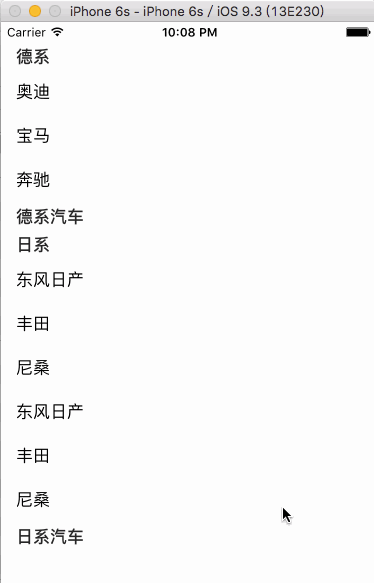 iPhone 6s - iPhone 6s / iOS 9.3 (13E230)
Carrier 10:08 PM
德系
奥迪
宝马
奔驰
德系汽车
日系
东风日产
丰田
尼桑
东风日产
丰田
尼桑
日系汽车